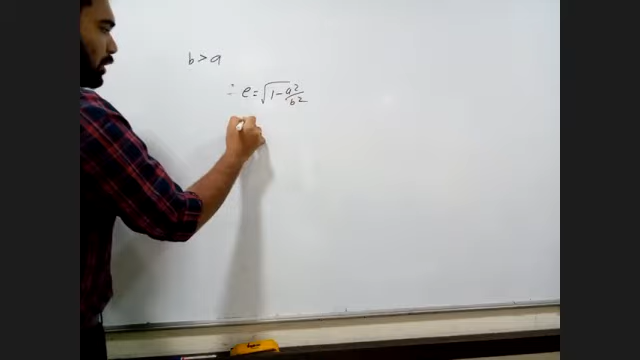 b > a
∴ e = √1 - a²/b²